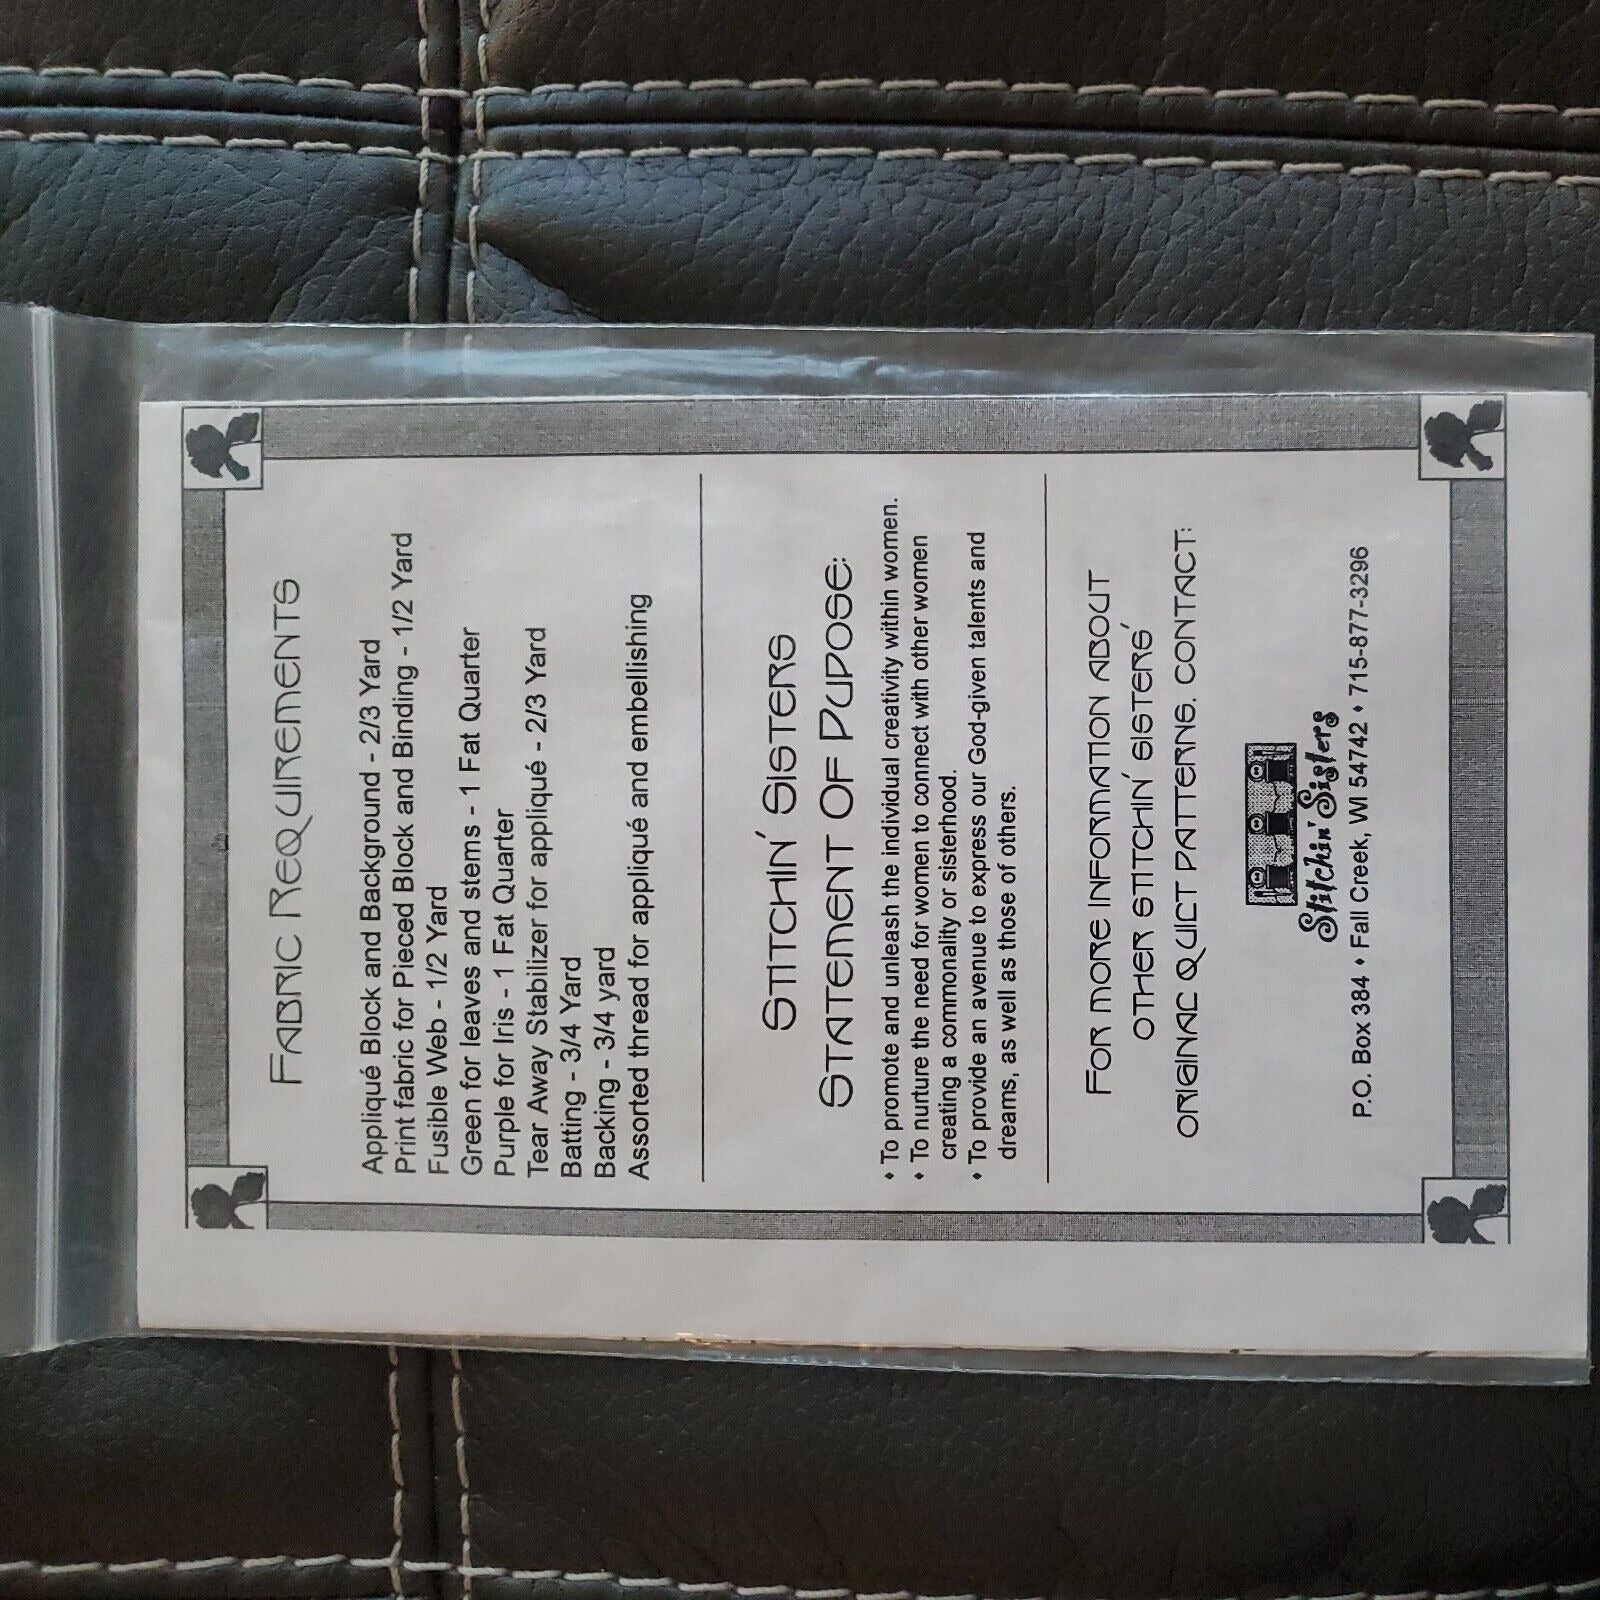 FABRIC REQUIREMENTS
Appliqué Block and Background - 2/3 Yard
Print fabric for Pieced Block and Binding - 1/2 Yard
Fusible Web - 1/2 Yard
Green for leaves and stems - 1 Fat Quarter
Purple for Iris - 1 Fat Quarter
Tear Away Stabilizer for appliqué - 2/3 Yard
Batting - 3/4 Yard
Backing - 3/4 yard
Assorted thread for appliqué and embellishing
STITCHIN' SISTERS
STATEMENT OF PUPOSE:
• To promote and unleash the individual creativity within women.
• To nurture the need for women to connect with other women
creating a commonality or sisterhood.
• To provide an avenue to express our God-given talents and
dreams, as well as those of others.
FOR MORE INFORMATION ABOUT
OTHER STITCHIN' SISTERS'
ORIGINAL QUILT PATTERNS, CONTACT:
Stitchin' Sisters
P.O. Box 384 • Fall Creek, WI 54742 • 715-877-3296